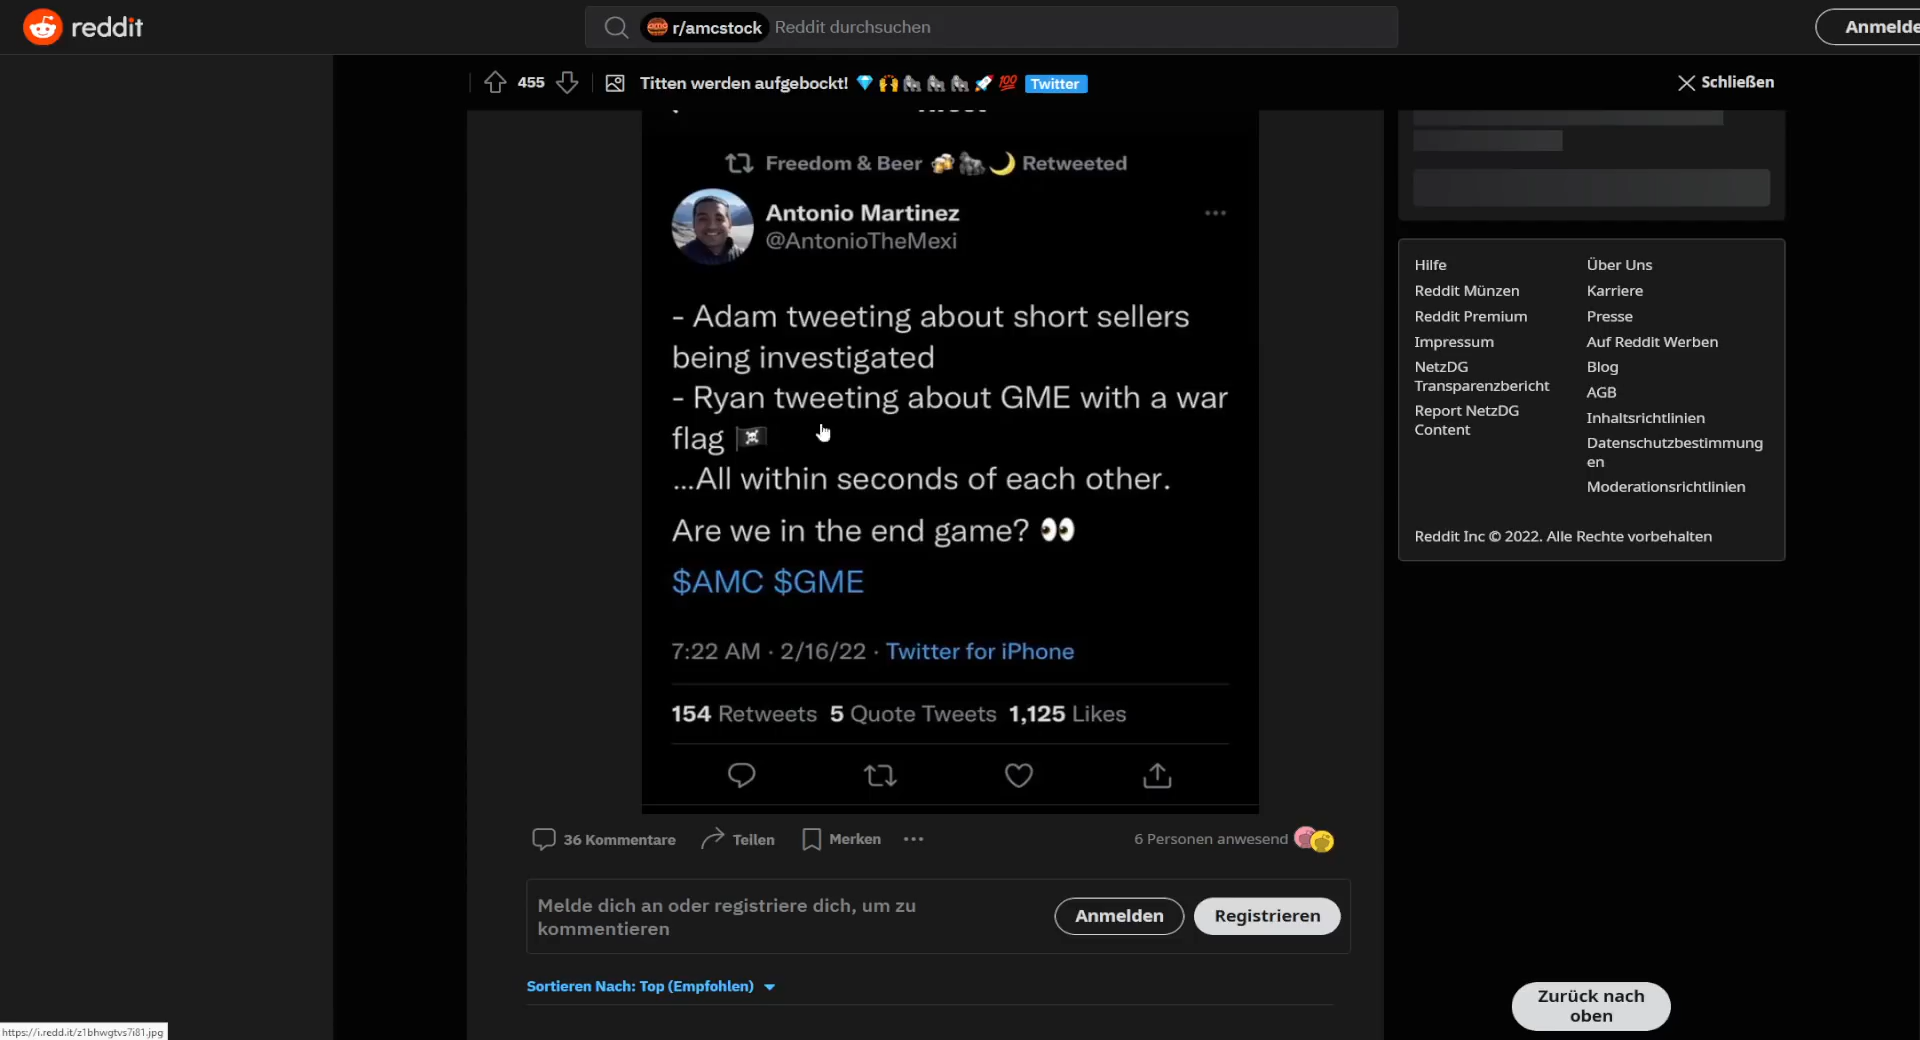 reddit
r/amcstock Reddit durchsuchen
Anmelde
455
Titten werden aufgebockt! 💎🙌🦍🦍🦍🚀💯 Twitter
Schließen
Freedom & Beer 🍻🦍🌙 Retweeted
Antonio Martinez
@AntonioTheMexi
- Adam tweeting about short sellers
being investigated
- Ryan tweeting about GME with a war
flag 🏴‍☠️
...All within seconds of each other.
Are we in the end game? 👀
$AMC $GME
7:22 AM · 2/16/22 · Twitter for iPhone
154 Retweets 5 Quote Tweets 1,125 Likes
36 Kommentare
Teilen
Merken
6 Personen anwesend
Melde dich an oder registriere dich, um zu
kommentieren
Anmelden
Registrieren
Sortieren Nach: Top (Empfohlen)
Hilfe
Reddit Münzen
Reddit Premium
Impressum
NetzDG
Transparenzbericht
Report NetzDG
Content
Über Uns
Karriere
Presse
Auf Reddit Werben
Blog
AGB
Inhaltsrichtlinien
Datenschutzbestimmung
en
Moderationsrichtlinien
Reddit Inc © 2022. Alle Rechte vorbehalten
Zurück nach
oben
https://i.redd.it/z1bhwgtvs7i81.jpg